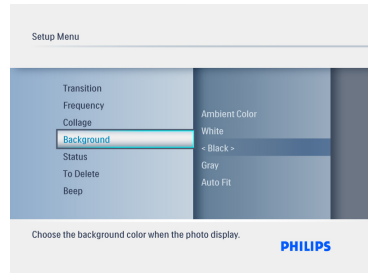 Setup Menu
Transition
Frequency
Collage
Background
Status
To Delete
Beep
Ambient Color
White
< Black >
Gray
Auto Fit
Choose the background color when the photo display.
PHILIPS